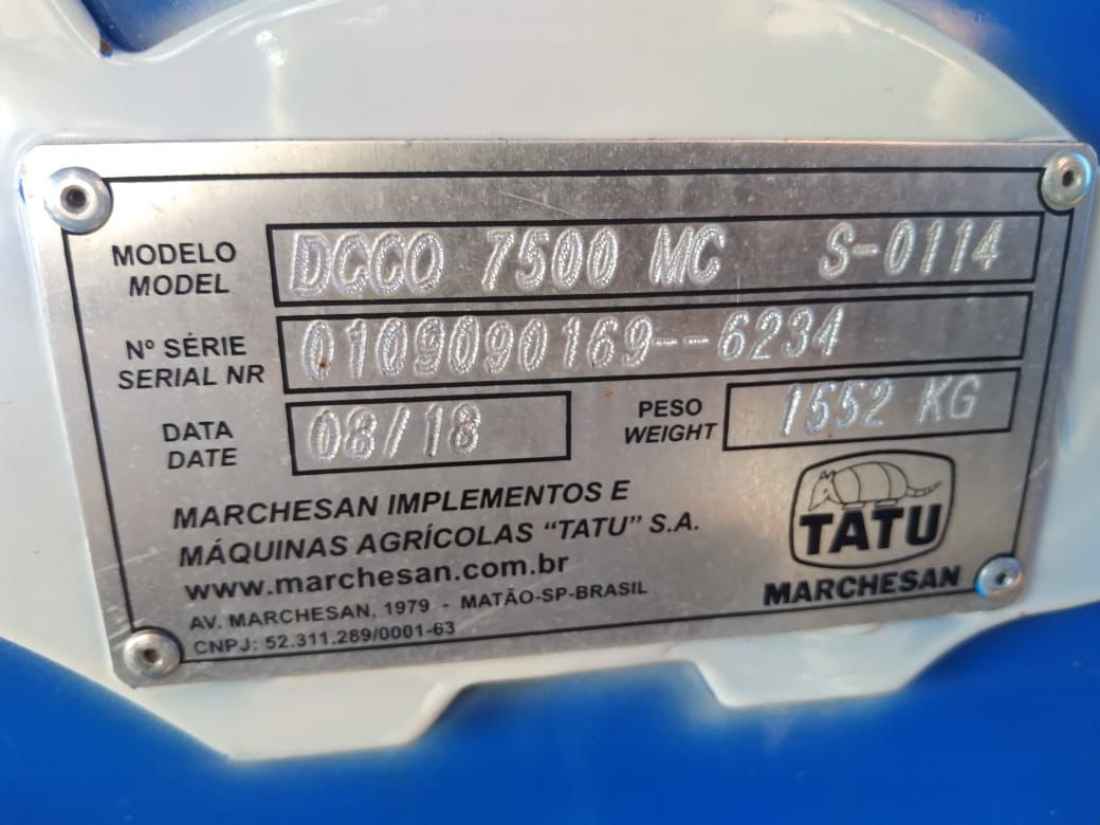 MODELO
MODEL
DCCO 7500 MC S-0114
Nº SÉRIE
SERIAL NR
0109090169--6234
DATA
DATE
08/18
PESO
WEIGHT
1552 KG
MARCHESAN IMPLEMENTOS E
MÁQUINAS AGRÍCOLAS “TATU” S.A.
www.marchesan.com.br
AV. MARCHESAN, 1979 - MATÃO-SP-BRASIL
CNPJ: 52.311.289/0001-63
TATU
MARCHESAN